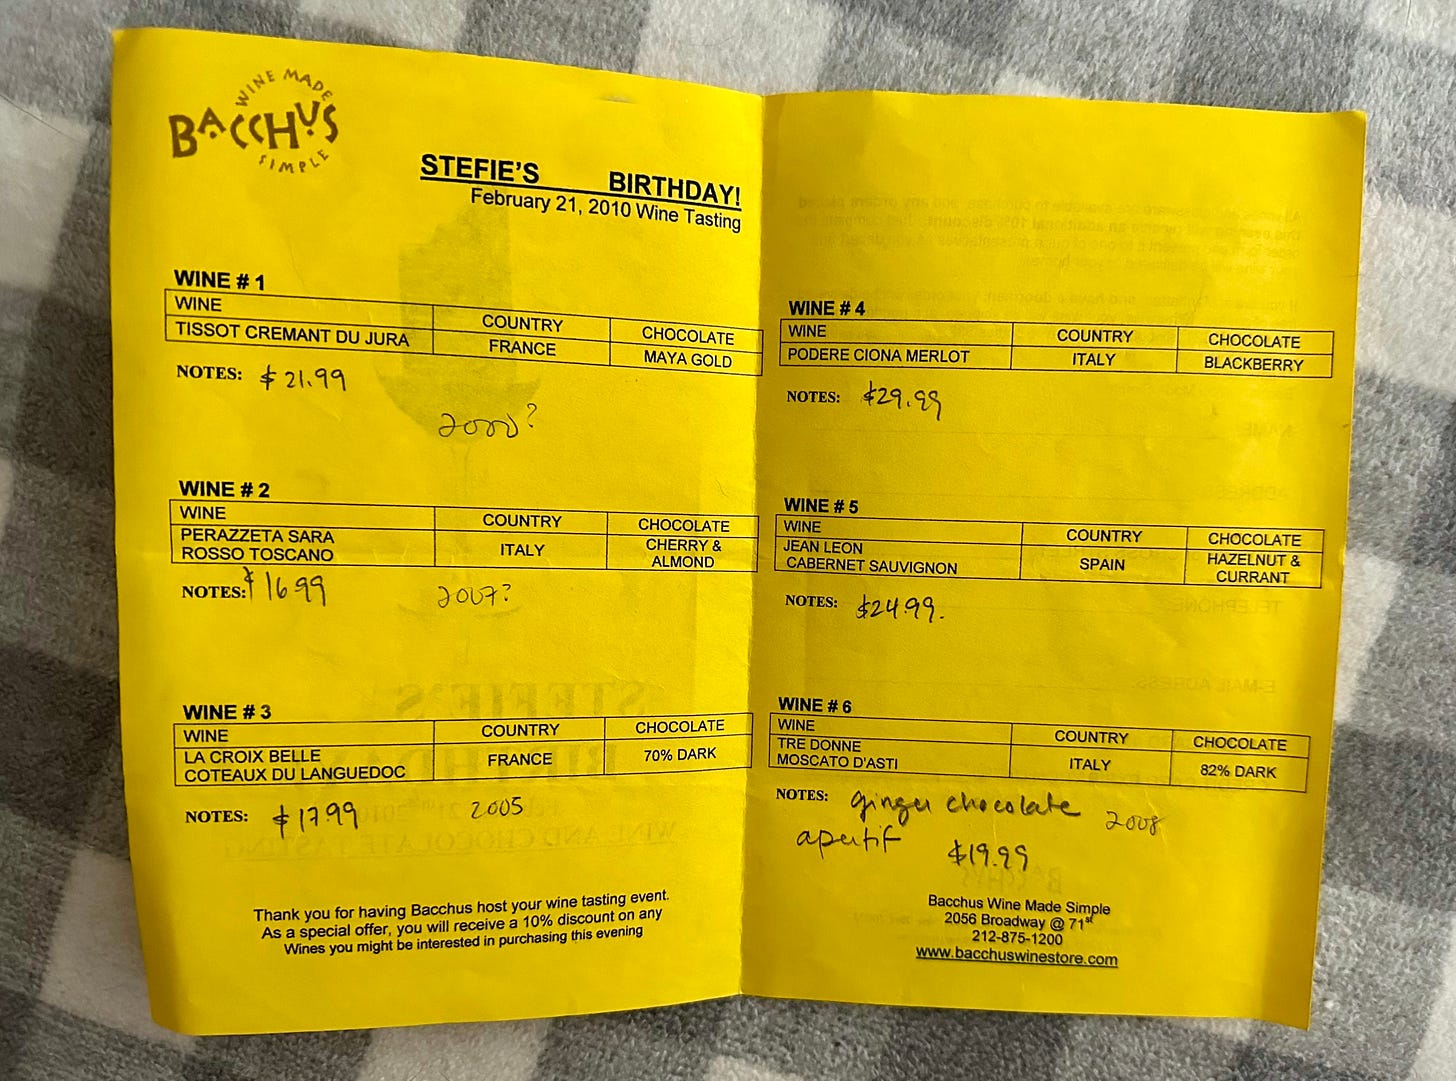 WINE MADE
BACCHUS
SIMPLE
STEFIE'S BIRTHDAY!
February 21, 2010 Wine Tasting
WINE # 1
WINE COUNTRY CHOCOLATE
TISSOT CREMANT DU JURA FRANCE MAYA GOLD
NOTES: $21.99
2000?
WINE # 2
WINE COUNTRY CHOCOLATE
PERAZZETA SARA
ROSSO TOSCANO ITALY CHERRY &
ALMOND
NOTES: $16.99 2007?
WINE # 3
WINE COUNTRY CHOCOLATE
LA CROIX BELLE
COTEAUX DU LANGUEDOC FRANCE 70% DARK
NOTES: $17.99 2005
Thank you for having Bacchus host your wine tasting event.
As a special offer, you will receive a 10% discount on any
Wines you might be interested in purchasing this evening
WINE # 4
WINE COUNTRY CHOCOLATE
PODERE CIONA MERLOT ITALY BLACKBERRY
NOTES: $29.99
WINE # 5
WINE COUNTRY CHOCOLATE
JEAN LEON
CABERNET SAUVIGNON SPAIN HAZELNUT &
CURRANT
NOTES: $24.99.
WINE # 6
WINE COUNTRY CHOCOLATE
TRE DONNE
MOSCATO D'ASTI ITALY 82% DARK
NOTES: ginger chocolate 2008
apertif $19.99
Bacchus Wine Made Simple
2056 Broadway @ 71st
212-875-1200
www.bacchuswinestore.com